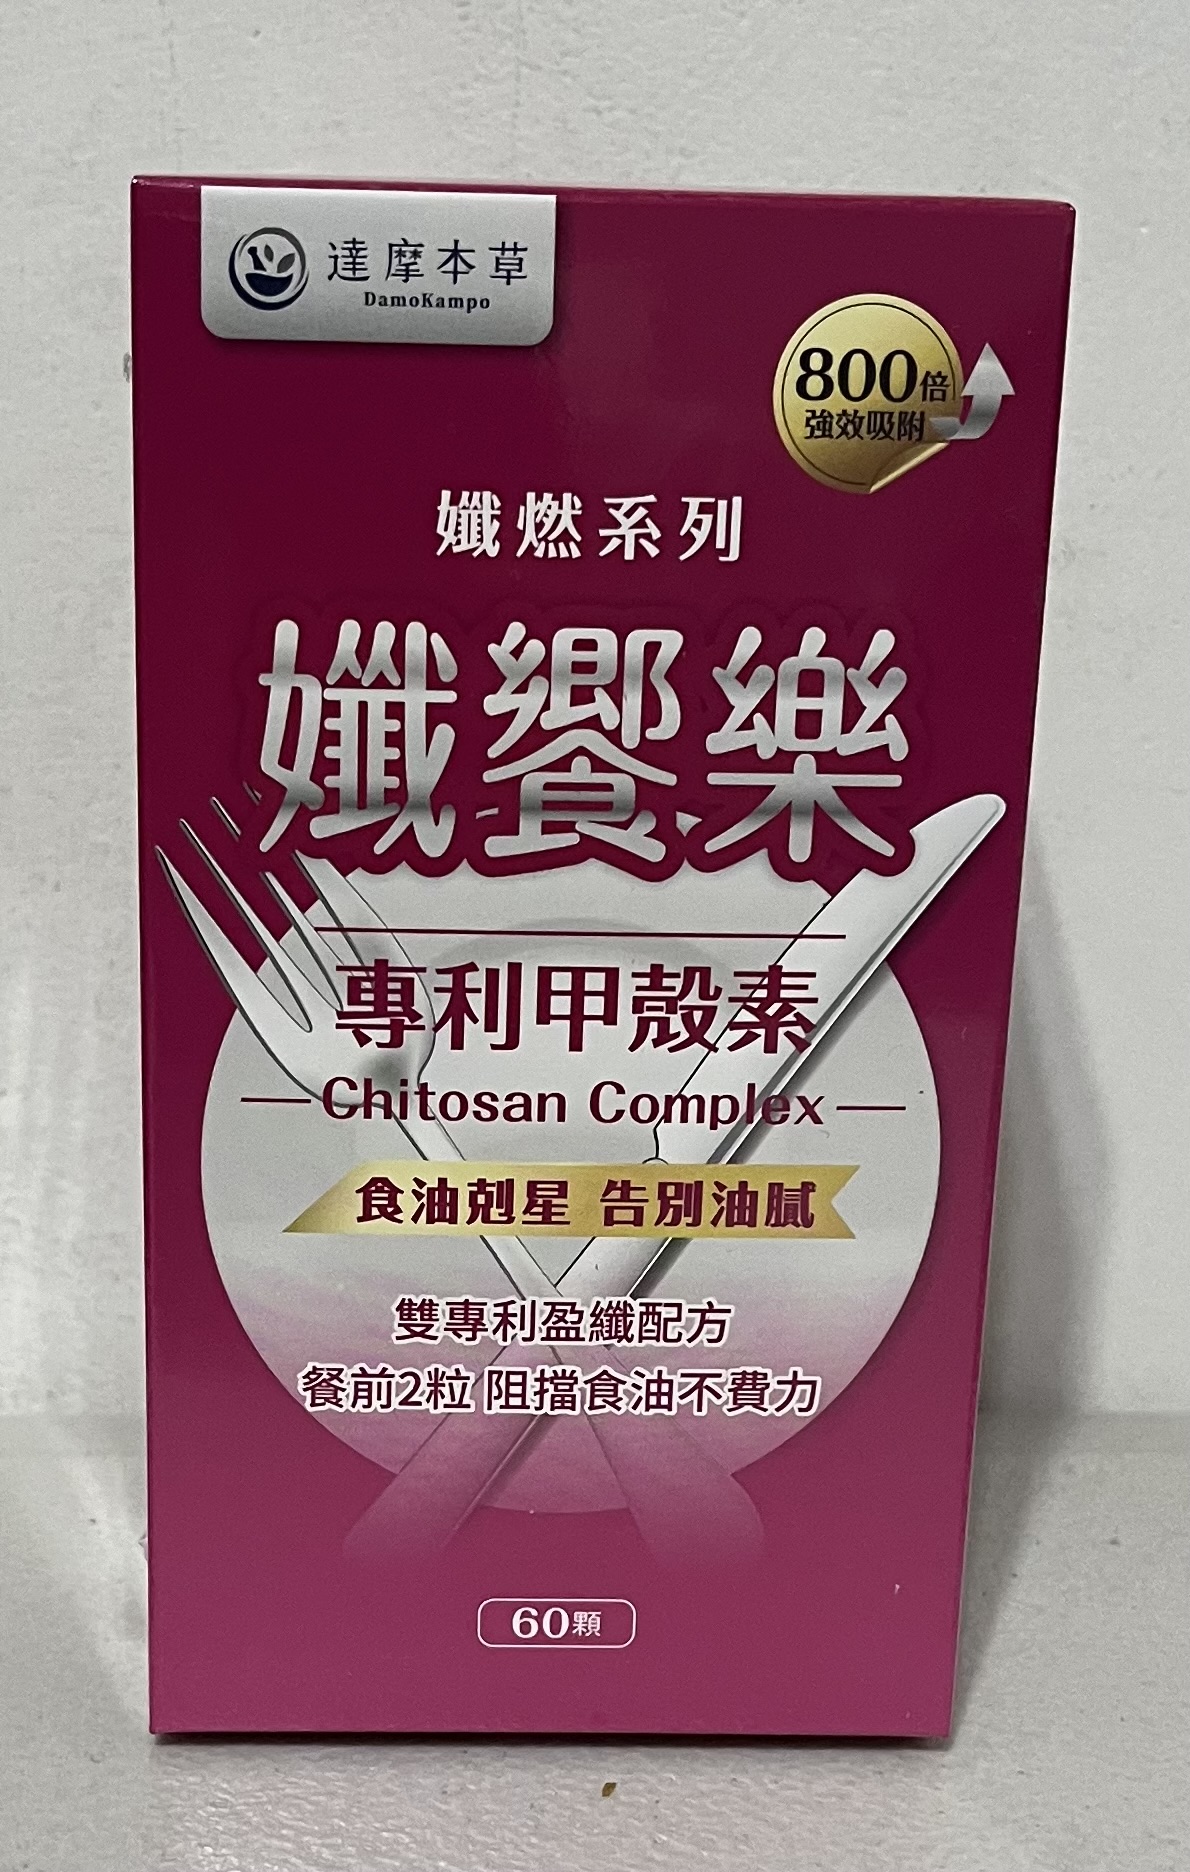 達摩本草
DamoKampo
800倍
強效吸附
孅燃系列
孅饗樂
專利甲殼素
Chitosan Complex
食油剋星 告別油膩
雙專利盈纖配方
餐前2粒 阻擋食油不費力
60顆